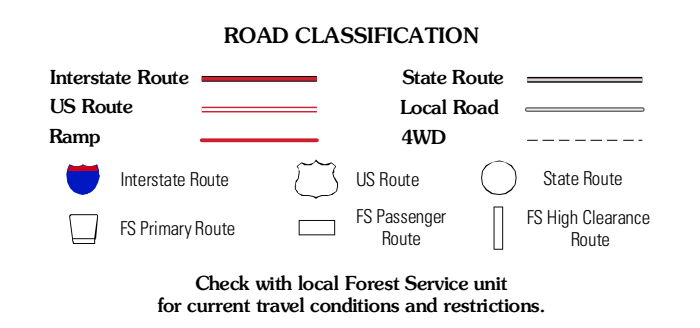 ROAD CLASSIFICATION
Interstate Route
State Route
US Route
Local Road
Ramp
4WD
Interstate Route
US Route
State Route
FS Primary Route
FS Passenger
Route
FS High Clearance
Route
Check with local Forest Service unit
for current travel conditions and restrictions.